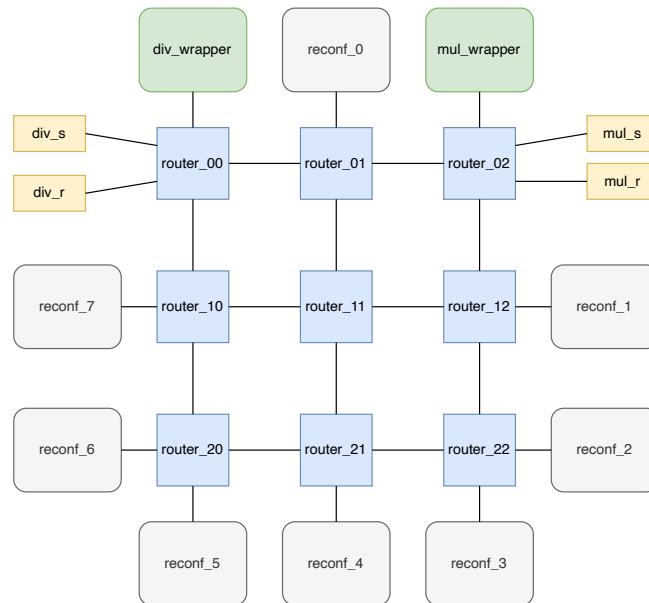 div_wrapper
reconf_0
mul_wrapper
div_s
mul_s
router_00
router_01
router_02
div_r
mul_r
reconf_7
router_10
router_11
router_12
reconf_1
reconf_6
router_20
router_21
router_22
reconf_2
reconf_5
reconf_4
reconf_3